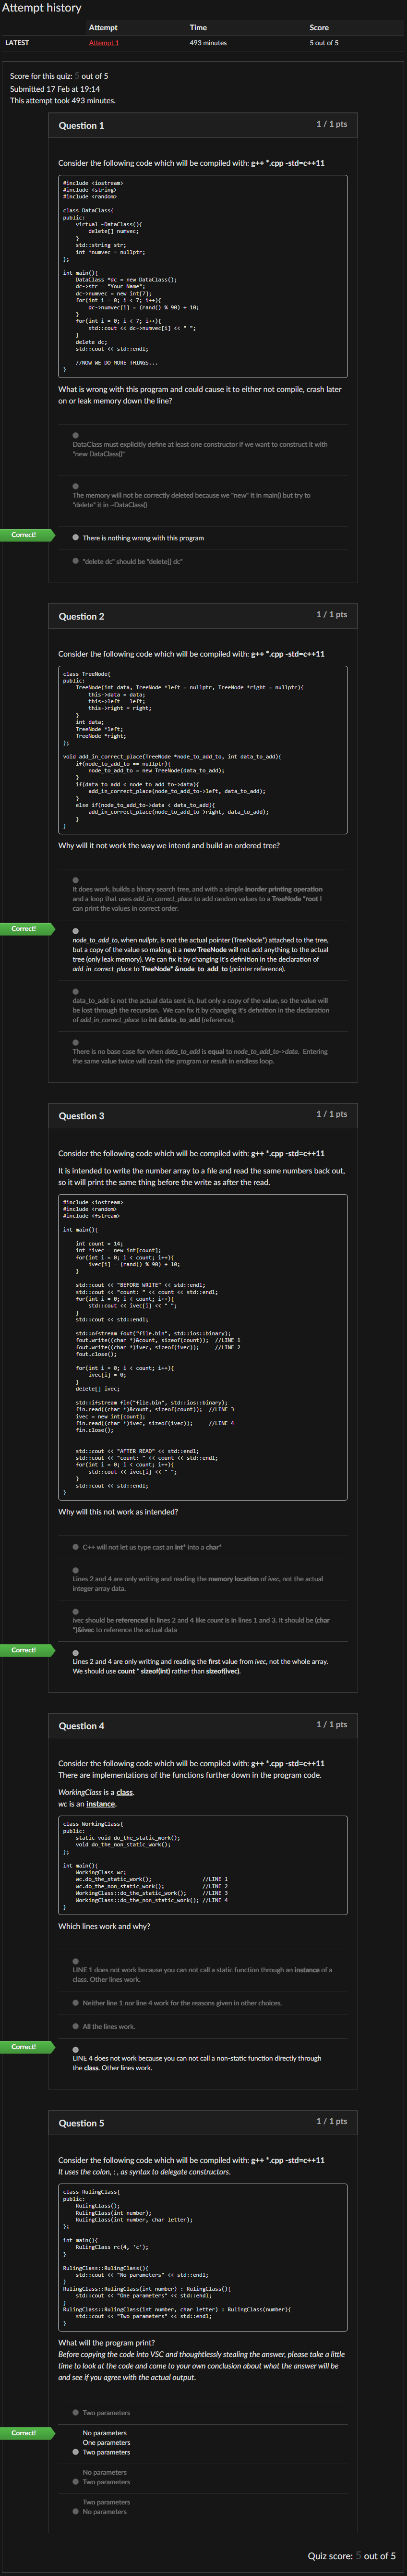 Attempt history
Attempt Time Score
LATEST Attempt 1 493 minutes 5 out of 5
Score for this quiz: 5 out of 5
Submitted 17 Feb at 19:14
This attempt took 493 minutes.
Question 1 1 / 1 pts
Consider the following code which will be compiled with: g++ *.cpp -std=c++11
#include <iostream>
#include <string>
#include <random>
class DataClass{
public:
virtual ~DataClass(){
delete[] numvec;
}
std::string str;
int *numvec = nullptr;
};
int main(){
DataClass *dc = new DataClass();
dc->str = "Your Name";
dc->numvec = new int[7];
for(int i = 0; i < 7; i++){
dc->numvec[i] = (rand() % 90) + 10;
}
for(int i = 0; i < 7; i++){
std::cout << dc->numvec[i] << " ";
}
delete dc;
std::cout << std::endl;
//NOW WE DO MORE THINGS...
}
What is wrong with this program and could cause it to either not compile, crash later
on or leak memory down the line?
DataClass must explicitly define at least one constructor if we want to construct it with
"new DataClass()"
The memory will not be correctly deleted because we "new" it in main() but try to
"delete" it in ~DataClass()
Correct!
There is nothing wrong with this program
"delete dc" should be "delete[] dc"
Question 2 1 / 1 pts
Consider the following code which will be compiled with: g++ *.cpp -std=c++11
class TreeNode{
public:
TreeNode(int data, TreeNode *left = nullptr, TreeNode *right = nullptr){
this->data = data;
this->left = left;
this->right = right;
}
int data;
TreeNode *left;
TreeNode *right;
};
void add_in_correct_place(TreeNode *node_to_add_to, int data_to_add){
if(node_to_add_to == nullptr){
node_to_add_to = new TreeNode(data_to_add);
}
if(data_to_add < node_to_add_to->data){
add_in_correct_place(node_to_add_to->left, data_to_add);
}
else if(node_to_add_to->data < data_to_add){
add_in_correct_place(node_to_add_to->right, data_to_add);
}
}
Why will it not work the way we intend and build an ordered tree?
It does work, builds a binary search tree, and with a simple inorder printing operation
and a loop that uses add_in_correct_place to add random values to a TreeNode *root I
can print the values in correct order.
Correct!
node_to_add_to, when nullptr, is not the actual pointer (TreeNode*) attached to the tree,
but a copy of the value so making it a new TreeNode will not add anything to the actual
tree (only leak memory). We can fix it by changing it's definition in the declaration of
add_in_correct_place to TreeNode* &node_to_add_to (pointer reference).
data_to_add is not the actual data sent in, but only a copy of the value, so the value will
be lost through the recursion. We can fix it by changing it's definition in the declaration
of add_in_correct_place to int &data_to_add (reference).
There is no base case for when data_to_add is equal to node_to_add_to->data. Entering
the same value twice will crash the program or result in endless loop.
Question 3 1 / 1 pts
Consider the following code which will be compiled with: g++ *.cpp -std=c++11
It is intended to write the number array to a file and read the same numbers back out,
so it will print the same thing before the write as after the read.
#include <iostream>
#include <random>
#include <fstream>
int main(){
int count = 14;
int *ivec = new int[count];
for(int i = 0; i < count; i++){
ivec[i] = (rand() % 90) + 10;
}
std::cout << "BEFORE WRITE" << std::endl;
std::cout << "count: " << count << std::endl;
for(int i = 0; i < count; i++){
std::cout << ivec[i] << " ";
}
std::cout << std::endl;
std::ofstream fout("file.bin", std::ios::binary);
fout.write((char *)&count, sizeof(count)); //LINE 1
fout.write((char *)ivec, sizeof(ivec)); //LINE 2
fout.close();
for(int i = 0; i < count; i++){
ivec[i] = 0;
}
delete[] ivec;
std::ifstream fin("file.bin", std::ios::binary);
fin.read((char *)&count, sizeof(count)); //LINE 3
ivec = new int[count];
fin.read((char *)ivec, sizeof(ivec)); //LINE 4
fin.close();
std::cout << "AFTER READ" << std::endl;
std::cout << "count: " << count << std::endl;
for(int i = 0; i < count; i++){
std::cout << ivec[i] << " ";
}
std::cout << std::endl;
}
Why will this not work as intended?
C++ will not let us type cast an int* into a char*
Lines 2 and 4 are only writing and reading the memory location of ivec, not the actual
integer array data.
ivec should be referenced in lines 2 and 4 like count is in lines 1 and 3. It should be (char
*)&ivec to reference the actual data
Correct!
Lines 2 and 4 are only writing and reading the first value from ivec, not the whole array.
We should use count * sizeof(int) rather than sizeof(ivec).
Question 4 1 / 1 pts
Consider the following code which will be compiled with: g++ *.cpp -std=c++11
There are implementations of the functions further down in the program code.
WorkingClass is a class.
wc is an instance.
class WorkingClass{
public:
static void do_the_static_work();
void do_the_non_static_work();
};
int main(){
WorkingClass wc;
wc.do_the_static_work(); //LINE 1
wc.do_the_non_static_work(); //LINE 2
WorkingClass::do_the_static_work(); //LINE 3
WorkingClass::do_the_non_static_work(); //LINE 4
}
Which lines work and why?
LINE 1 does not work because you can not call a static function through an instance of a
class. Other lines work.
Neither line 1 nor line 4 work for the reasons given in other choices.
All the lines work.
Correct!
LINE 4 does not work because you can not call a non-static function directly through
the class. Other lines work.
Question 5 1 / 1 pts
Consider the following code which will be compiled with: g++ *.cpp -std=c++11
It uses the colon, : , as syntax to delegate constructors.
class RulingClass{
public:
RulingClass();
RulingClass(int number);
RulingClass(int number, char letter);
};
int main(){
RulingClass rc(4, 'c');
}
RulingClass::RulingClass(){
std::cout << "No parameters" << std::endl;
}
RulingClass::RulingClass(int number) : RulingClass(){
std::cout << "One parameters" << std::endl;
}
RulingClass::RulingClass(int number, char letter) : RulingClass(number){
std::cout << "Two parameters" << std::endl;
}
What will the program print?
Before copying the code into VSC and thoughtlessly stealing the answer, please take a little
time to look at the code and come to your own conclusion about what the answer will be
and see if you agree with the actual output.
Two parameters
Correct!
No parameters
One parameters
Two parameters
No parameters
Two parameters
Two parameters
No parameters
Quiz score: 5 out of 5